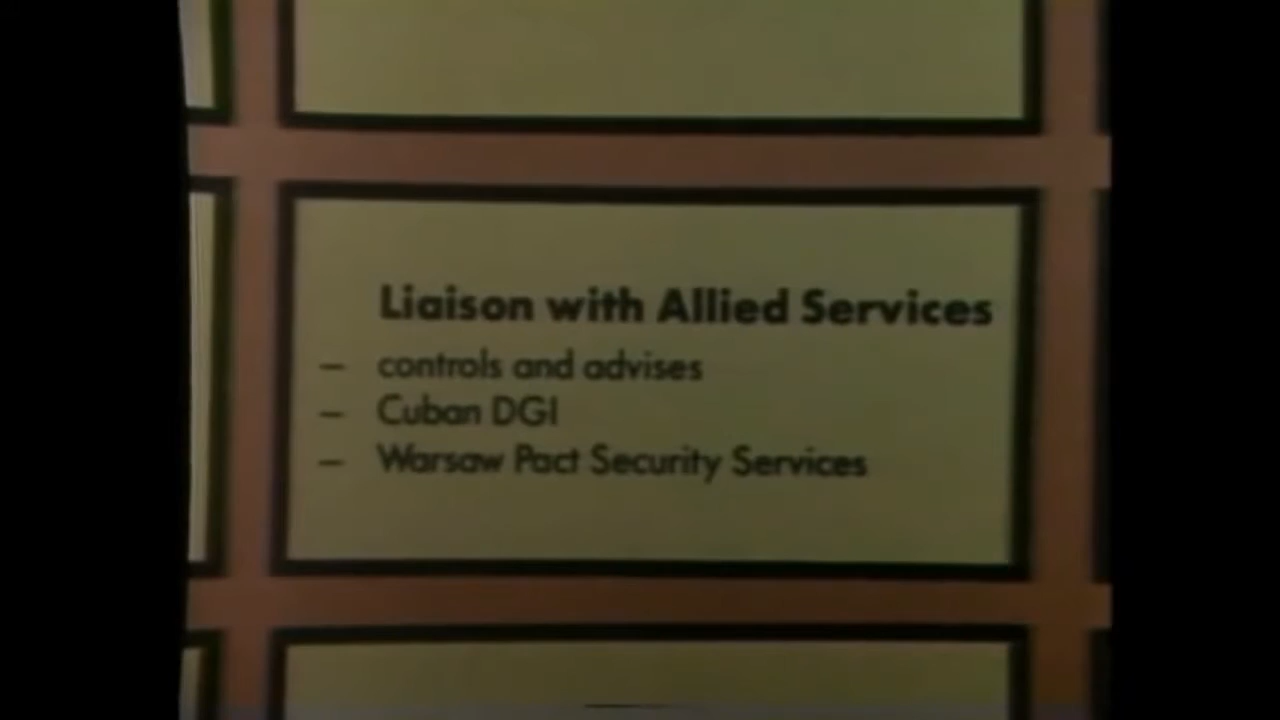 Liaison with Allied Services
– controls and advises
– Cuban DGI
– Warsaw Pact Security Services